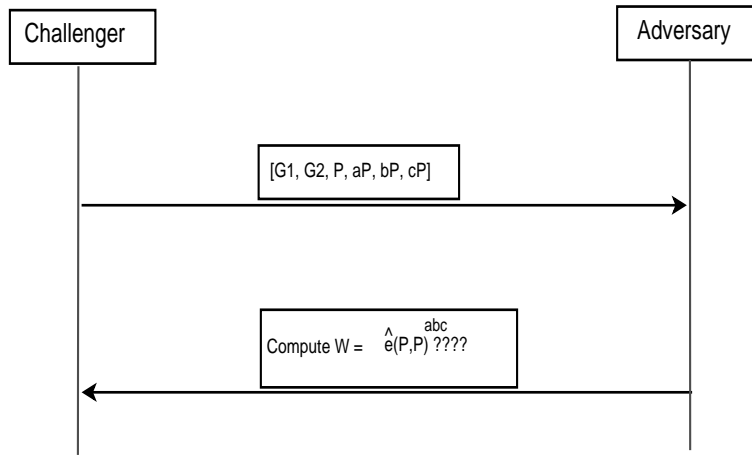 Challenger
Adversary
[G1, G2, P, aP, bP, cP]
Compute W = ê(P,P)^abc ????